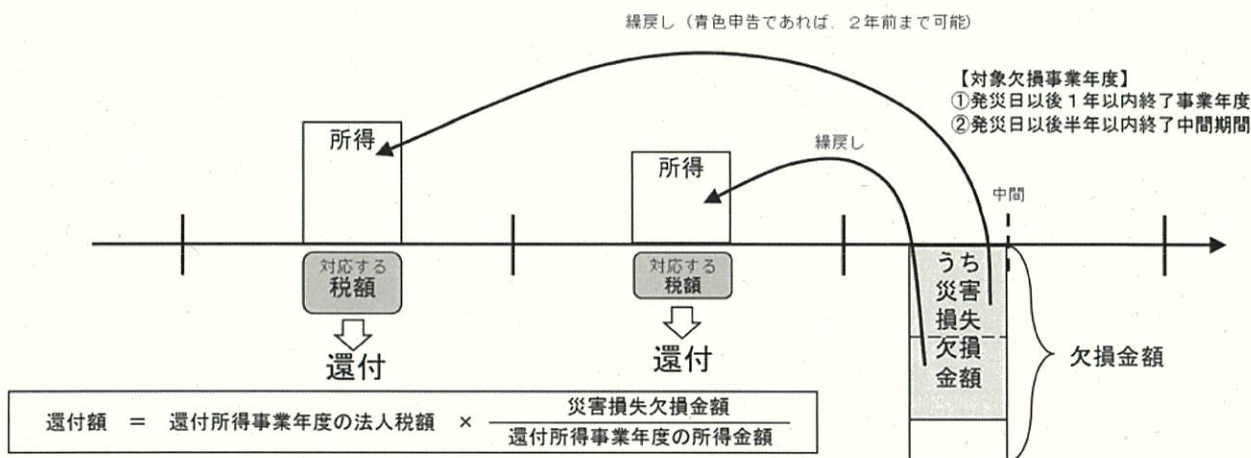 繰戻し（青色申告であれば、２年前まで可能）
【対象欠損事業年度】
①発災日以後１年以内終了事業年度
②発災日以後半年以内終了中間期間
繰戻し
所得
所得
中間
対応する
税額
対応する
税額
還付
還付
うち
災害
損失
欠損
金額
欠損金額
還付額 ＝ 還付所得事業年度の法人税額 × 災害損失欠損金額
還付所得事業年度の所得金額